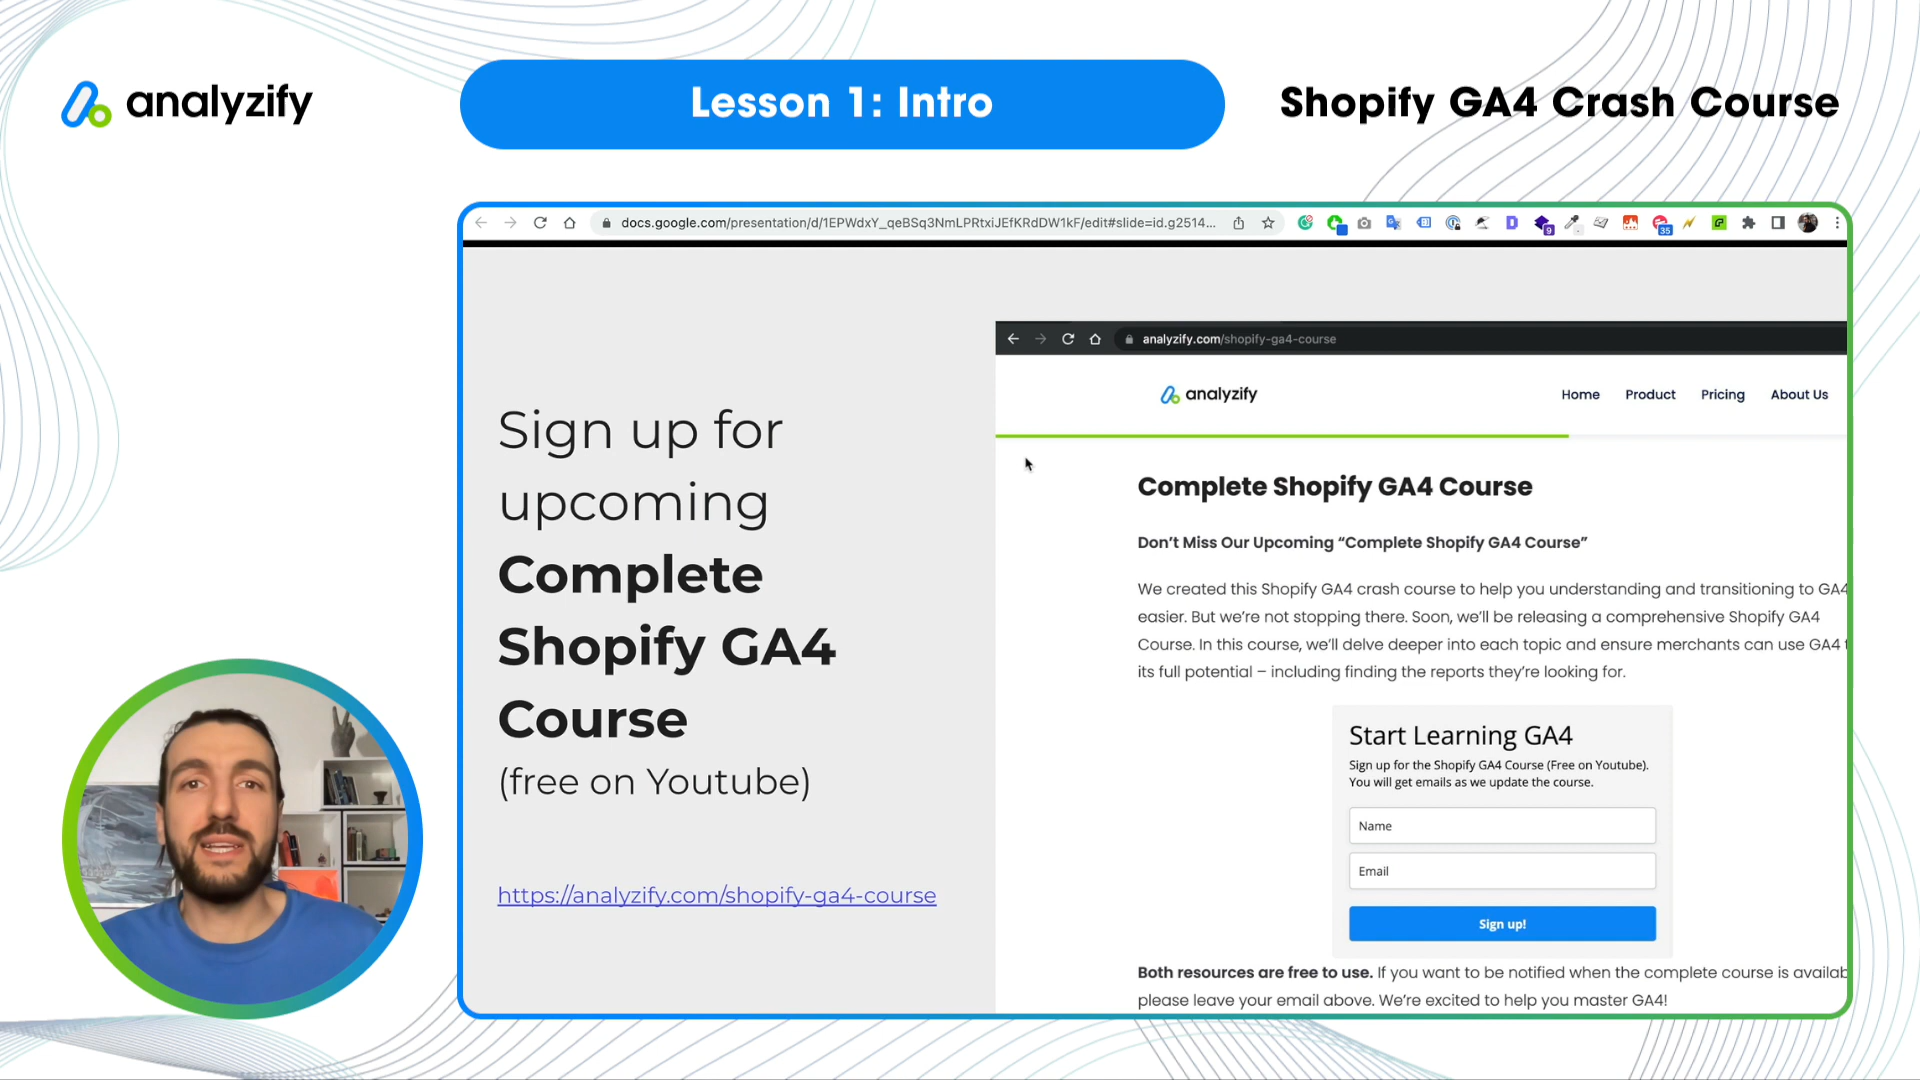 analyzify
Lesson 1: Intro
Shopify GA4 Crash Course
docs.google.com/presentation/d/1EPWdxY_qeBSq3NmLPRtxiJEfKRdDW1kF/edit#slide=id.g2514...
9
35
Sign up for
upcoming
Complete
Shopify GA4
Course
(free on Youtube)
https://analyzify.com/shopify-ga4-course
analyzify.com/shopify-ga4-course
analyzify
Home
Product
Pricing
About Us
Complete Shopify GA4 Course
Don’t Miss Our Upcoming “Complete Shopify GA4 Course”
We created this Shopify GA4 crash course to help you understanding and transitioning to GA4
easier. But we’re not stopping there. Soon, we’ll be releasing a comprehensive Shopify GA4
Course. In this course, we’ll delve deeper into each topic and ensure merchants can use GA4
its full potential – including finding the reports they’re looking for.
Start Learning GA4
Sign up for the Shopify GA4 Course (Free on Youtube).
You will get emails as we update the course.
Name
Email
Sign up!
Both resources are free to use. If you want to be notified when the complete course is availab
please leave your email above. We’re excited to help you master GA4!